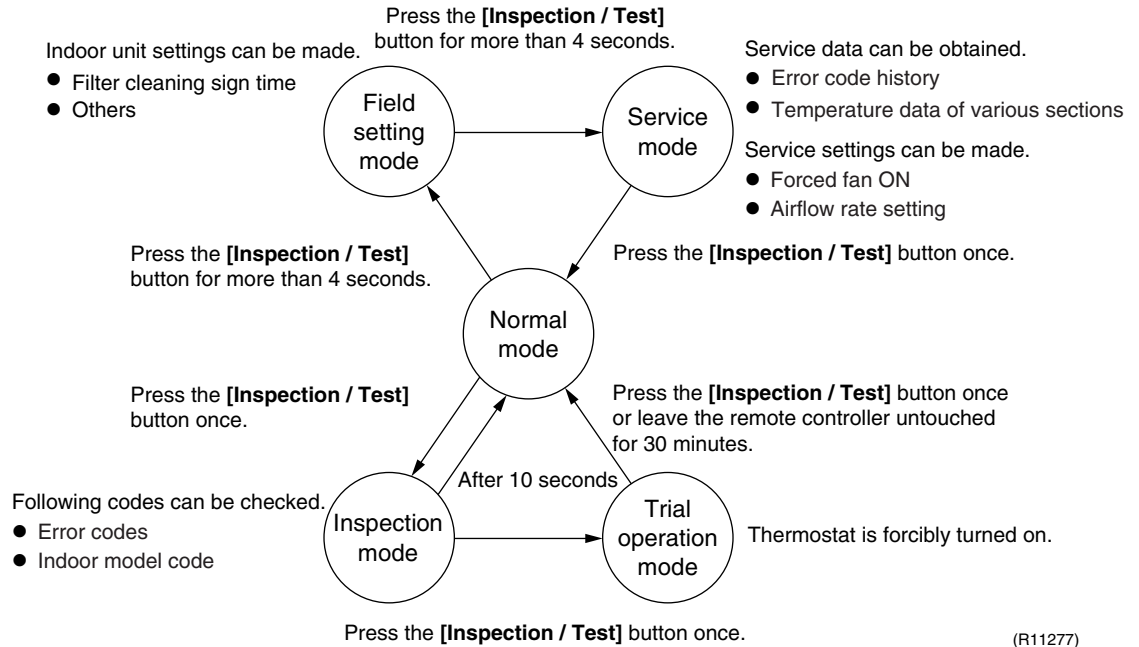 Press the [Inspection / Test]
button for more than 4 seconds.
Indoor unit settings can be made.
● Filter cleaning sign time
● Others
Field
setting
mode
Service
mode
Service data can be obtained.
● Error code history
● Temperature data of various sections
Service settings can be made.
● Forced fan ON
● Airflow rate setting
Press the [Inspection / Test]
button for more than 4 seconds.
Press the [Inspection / Test] button once.
Normal
mode
Press the [Inspection / Test]
button once.
Press the [Inspection / Test] button once
or leave the remote controller untouched
for 30 minutes.
After 10 seconds
Following codes can be checked.
● Error codes
● Indoor model code
Inspection
mode
Trial
operation
mode
Thermostat is forcibly turned on.
Press the [Inspection / Test] button once.
(R11277)